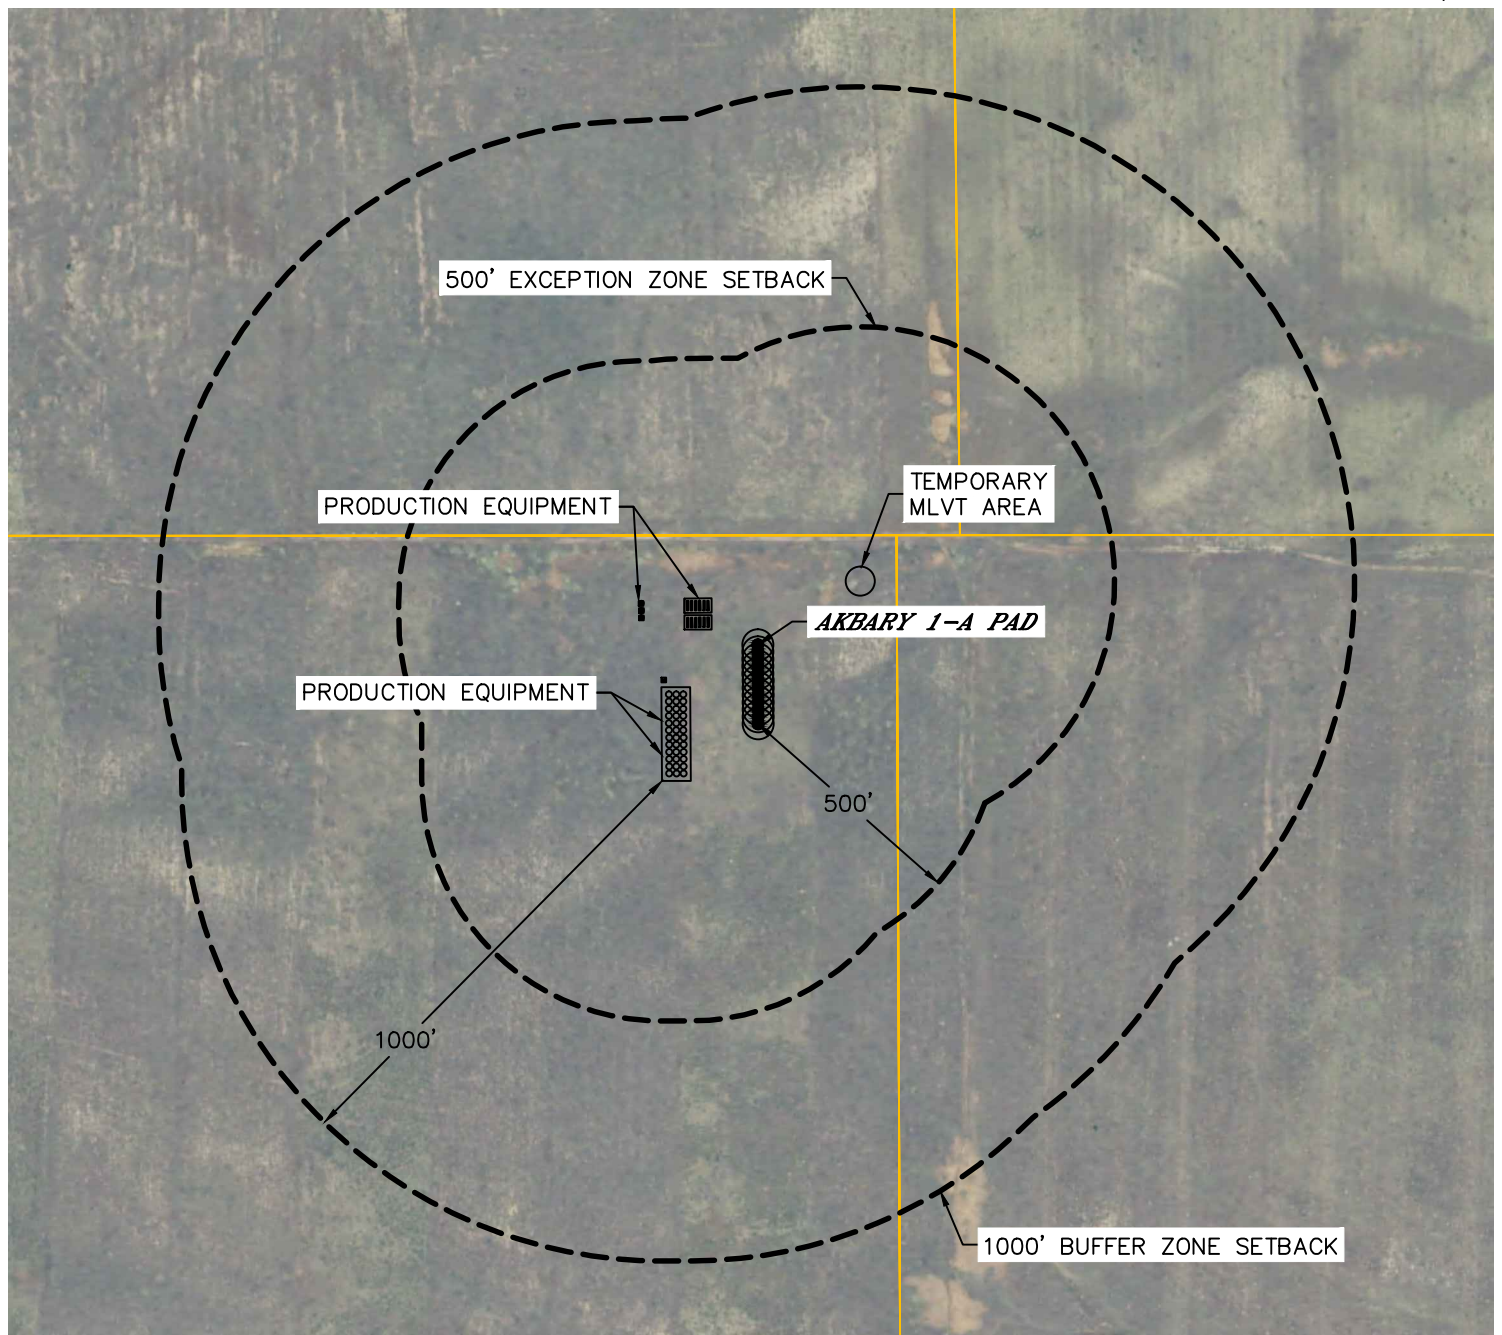 500' EXCEPTION ZONE SETBACK
TEMPORARY
MLVT AREA
PRODUCTION EQUIPMENT
AKBARY 1-A PAD
PRODUCTION EQUIPMENT
500'
1000'
1000' BUFFER ZONE SETBACK